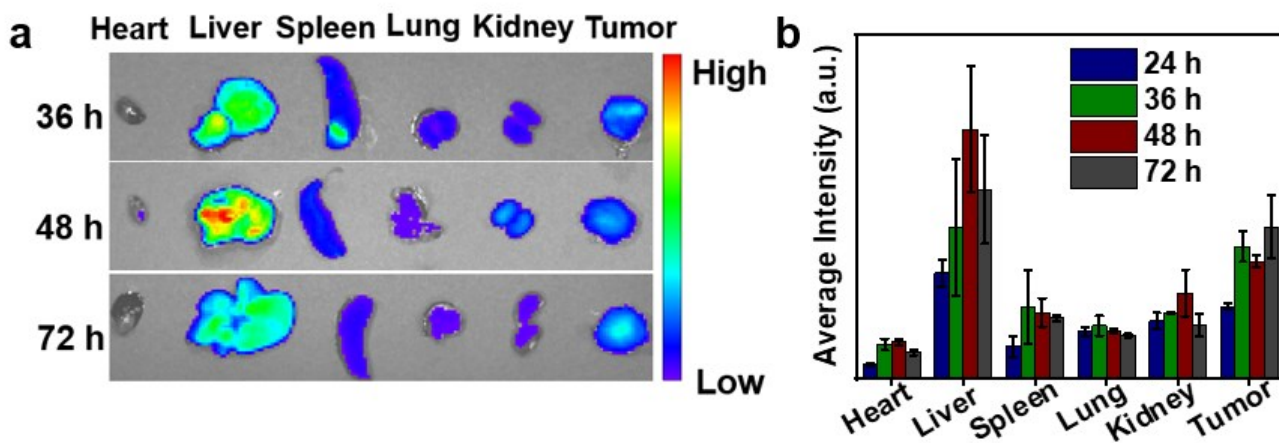 a
Heart Liver Spleen Lung Kidney Tumor
36 h
48 h
72 h
High
Low
b
Average Intensity (a.u.)
24 h
36 h
48 h
72 h
Heart
Liver
Spleen
Lung
Kidney
Tumor